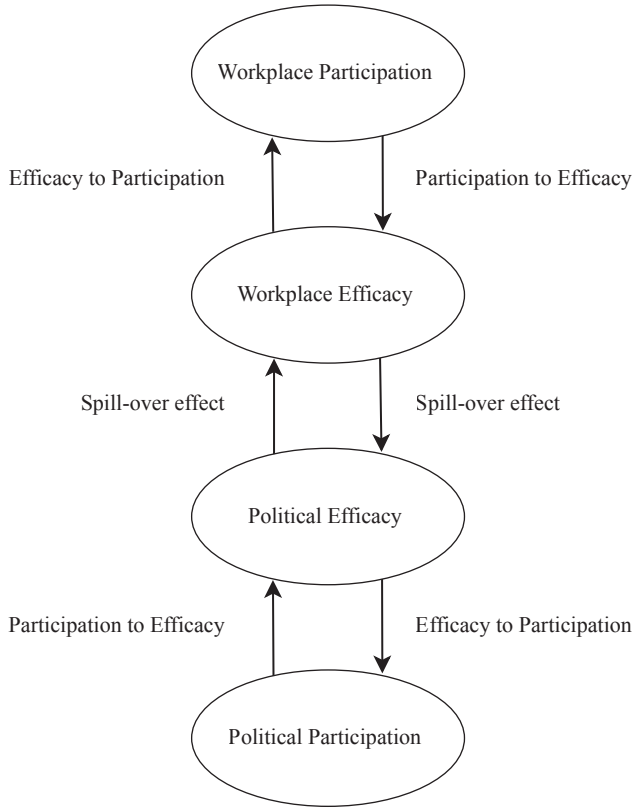 Workplace Participation
Efficacy to Participation
Participation to Efficacy
Workplace Efficacy
Spill-over effect
Spill-over effect
Political Efficacy
Participation to Efficacy
Efficacy to Participation
Political Participation